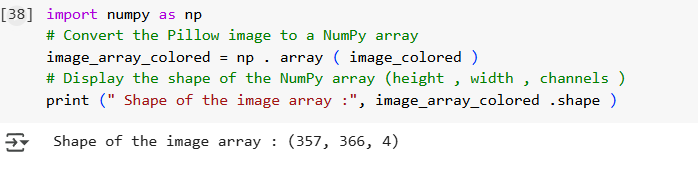 [38] import numpy as np
# Convert the Pillow image to a NumPy array
image_array_colored = np . array ( image_colored )
# Display the shape of the NumPy array (height , width , channels )
print (" Shape of the image array :", image_array_colored .shape )
Shape of the image array : (357, 366, 4)